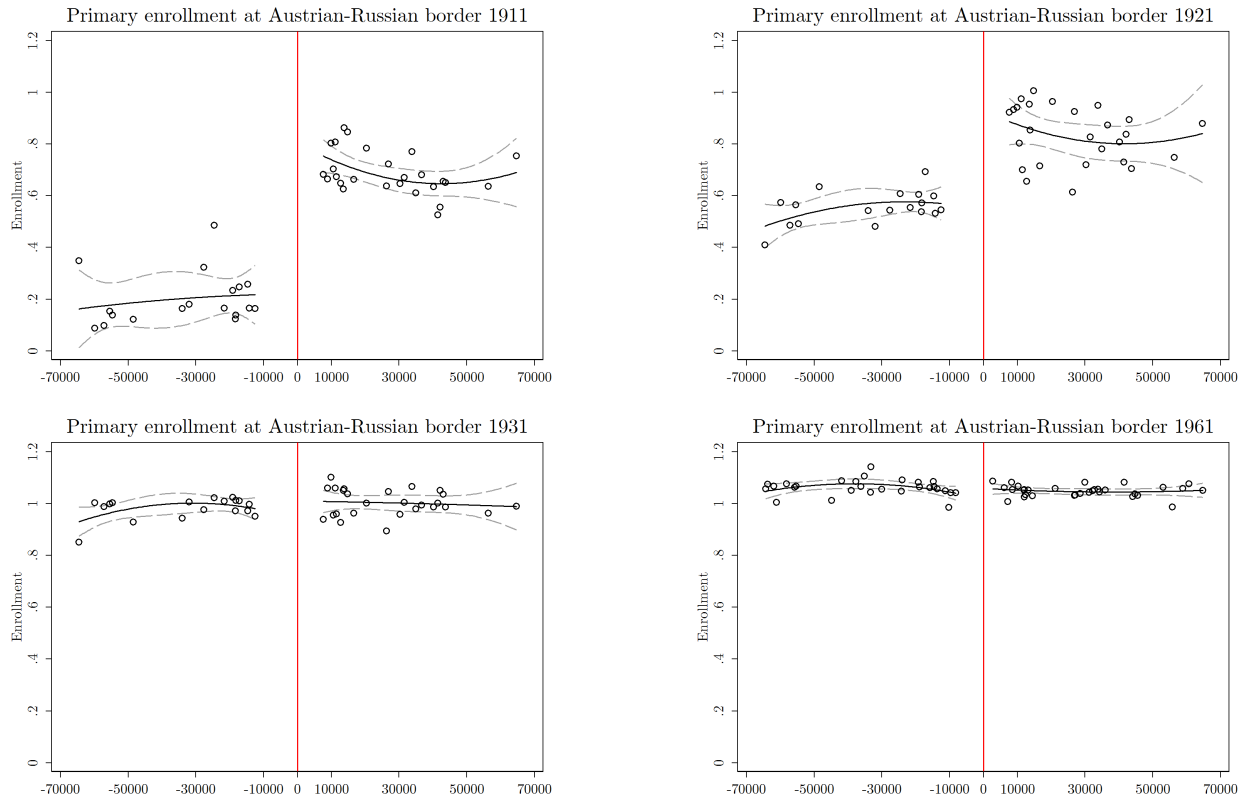 Primary enrollment at Austrian-Russian border 1911
Enrollment
1.2
1
.8
.6
.4
.2
0
-70000 -50000 -30000 -10000 0 10000 30000 50000 70000
Primary enrollment at Austrian-Russian border 1921
Enrollment
1.2
1
.8
.6
.4
.2
0
-70000 -50000 -30000 -10000 0 10000 30000 50000 70000
Primary enrollment at Austrian-Russian border 1931
Enrollment
1.2
1
.8
.6
.4
.2
0
-70000 -50000 -30000 -10000 0 10000 30000 50000 70000
Primary enrollment at Austrian-Russian border 1961
Enrollment
1.2
1
.8
.6
.4
.2
0
-70000 -50000 -30000 -10000 0 10000 30000 50000 70000